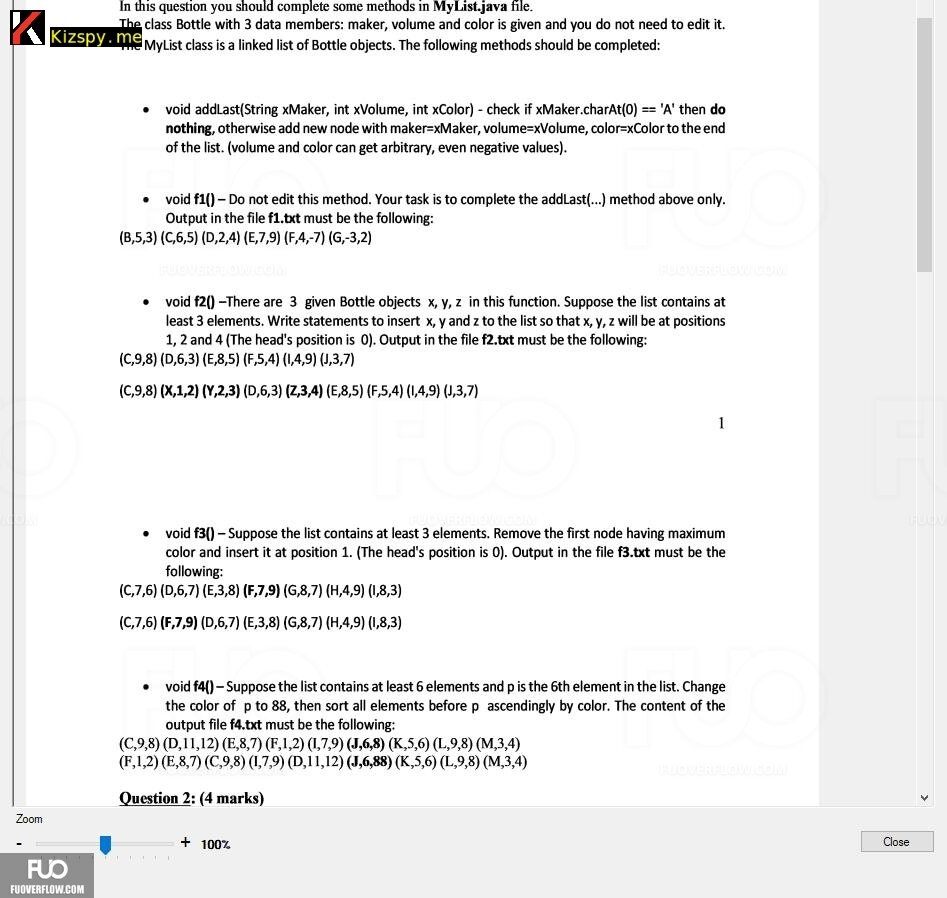 In this question you should complete some methods in MyList.java file.
The class Bottle with 3 data members: maker, volume and color is given and you do not need to edit it.
Kizspy.me
The MyList class is a linked list of Bottle objects. The following methods should be completed:
• void addLast(String xMaker, int xVolume, int xColor) - check if xMaker.charAt(0) == 'A' then do
nothing, otherwise add new node with maker=xMaker, volume=xVolume, color=xColor to the end
of the list. (volume and color can get arbitrary, even negative values).
• void f1() – Do not edit this method. Your task is to complete the addLast(...) method above only.
Output in the file f1.txt must be the following:
(B,5,3) (C,6,5) (D,2,4) (E,7,9) (F,4,-7) (G,-3,2)
FUOVERFLOW.COM FUOVERFLOW.COM
• void f2() –There are 3 given Bottle objects x, y, z in this function. Suppose the list contains at
least 3 elements. Write statements to insert x, y and z to the list so that x, y, z will be at positions
1, 2 and 4 (The head's position is 0). Output in the file f2.txt must be the following:
(C,9,8) (D,6,3) (E,8,5) (F,5,4) (I,4,9) (J,3,7)
(C,9,8) (X,1,2) (Y,2,3) (D,6,3) (Z,3,4) (E,8,5) (F,5,4) (I,4,9) (J,3,7)
1
FUO
FUOVERFLOW.COM
• void f3() – Suppose the list contains at least 3 elements. Remove the first node having maximum
color and insert it at position 1. (The head's position is 0). Output in the file f3.txt must be the
following:
(C,7,6) (D,6,7) (E,3,8) (F,7,9) (G,8,7) (H,4,9) (I,8,3)
(C,7,6) (F,7,9) (D,6,7) (E,3,8) (G,8,7) (H,4,9) (I,8,3)
• void f4() – Suppose the list contains at least 6 elements and p is the 6th element in the list. Change
the color of p to 88, then sort all elements before p ascendingly by color. The content of the
output file f4.txt must be the following:
(C,9,8) (D,11,12) (E,8,7) (F,1,2) (I,7,9) (J,6,8) (K,5,6) (L,9,8) (M,3,4)
(F,1,2) (E,8,7) (C,9,8) (I,7,9) (D,11,12) (J,6,88) (K,5,6) (L,9,8) (M,3,4)
FUOVERFLOW.COM
Question 2: (4 marks)
Zoom
- + 100%
Close
FUO
FUOVERFLOW.COM